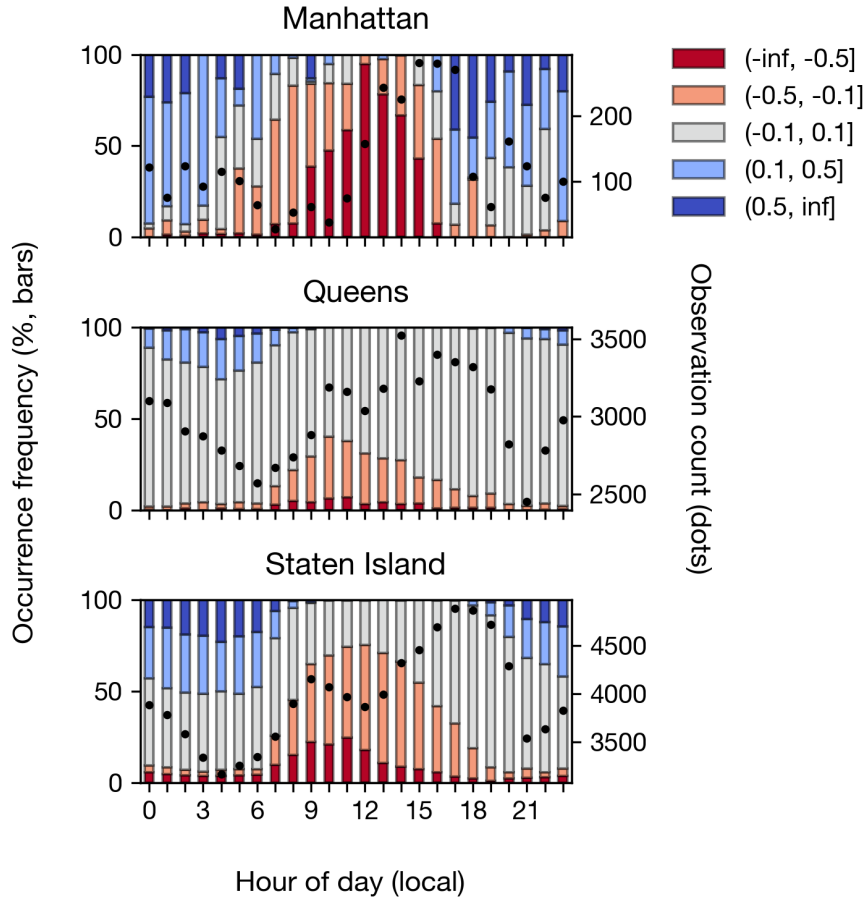 Manhattan
100
50
0
200
100
(-inf, -0.5]
(-0.5, -0.1]
(-0.1, 0.1]
(0.1, 0.5]
(0.5, inf]
Queens
100
50
0
3500
3000
2500
Staten Island
100
50
0
4500
4000
3500
0 3 6 9 12 15 18 21
Hour of day (local)
Occurrence frequency (%, bars)
Observation count (dots)